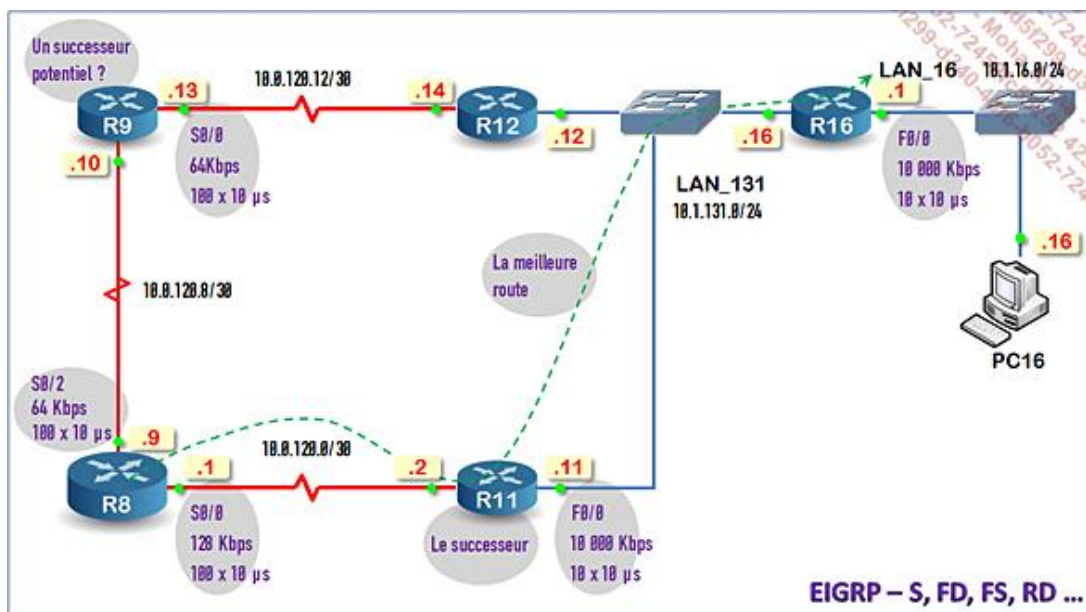 Un successeur
potentiel ?
10.0.128.12/30
.13
.14
R9
R12
.12
.16
R16
LAN_16
10.1.16.0/24
.1
.10
S0/0
64Kbps
100 x 10 µs
F0/0
10 000 Kbps
10 x 10 µs
LAN_131
10.1.131.0/24
.16
La meilleure
route
10.0.128.8/30
PC16
S0/2
64 Kbps
100 x 10 µs
.9
10.0.128.0/30
.1
.2
.11
R8
R11
S0/0
128 Kbps
100 x 10 µs
Le successeur
F0/0
10 000 Kbps
10 x 10 µs
EIGRP – S, FD, FS, RD ...